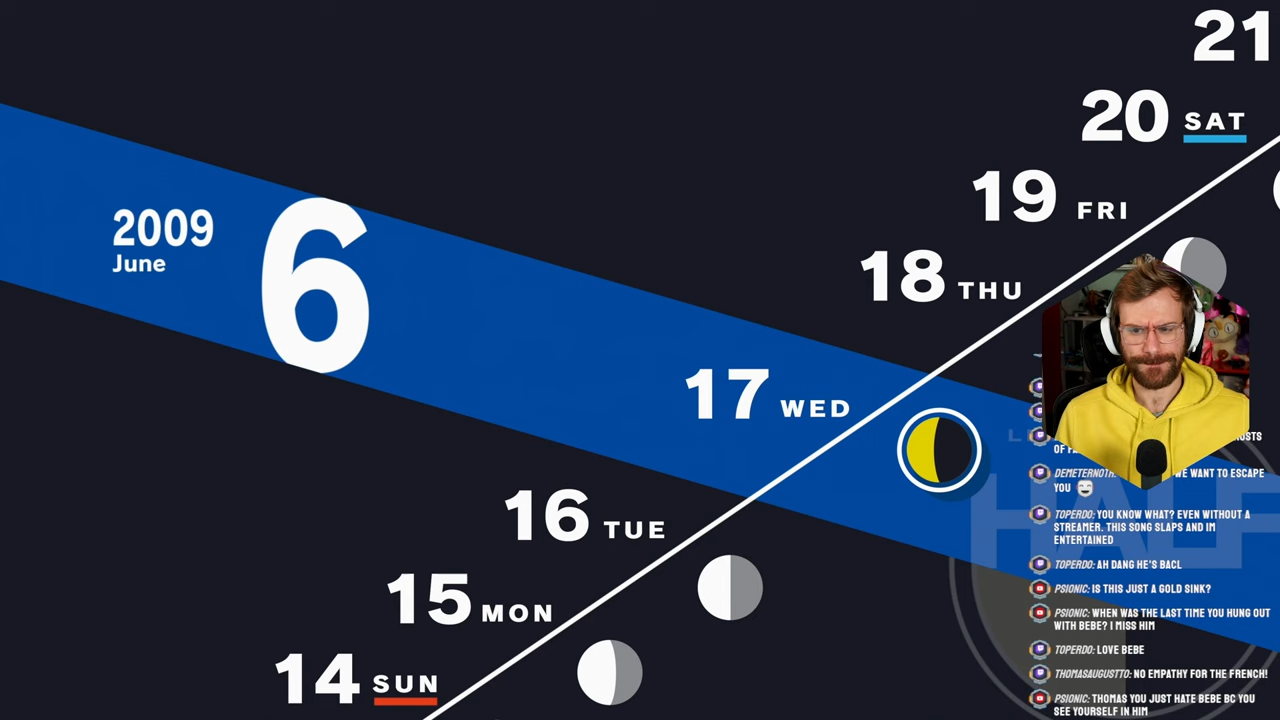 21
20 SAT
19 FRI
18 THU
2009
June
6
17 WED
16 TUE
15 MON
14 SUN
HALF
OF
DEMETERNOTH: WE WANT TO ESCAPE
YOU
TOPERDO: YOU KNOW WHAT? EVEN WITHOUT A
STREAMER. THIS SONG SLAPS AND IM
ENTERTAINED
TOPERDO: AH DANG HE'S BACL
PSIONIC: IS THIS JUST A GOLD SINK?
PSIONIC: WHEN WAS THE LAST TIME YOU HUNG OUT
WITH BEBE? I MISS HIM
TOPERDO: LOVE BEBE
THOMASAUGUSTTO: NO EMPATHY FOR THE FRENCH!
PSIONIC: THOMAS YOU JUST HATE BEBE BC YOU
SEE YOURSELF IN HIM